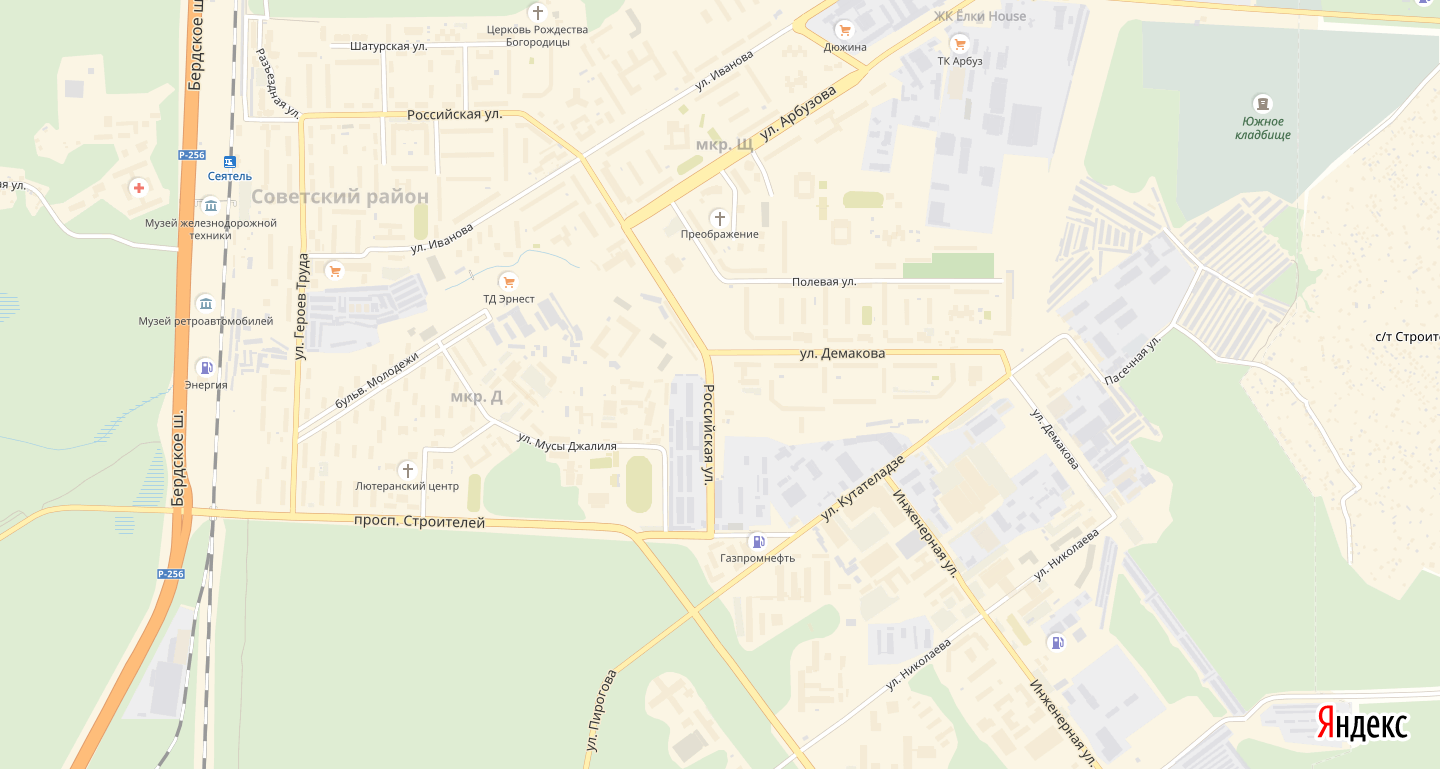 Бердское ш.
ЖК Ёлки House
Церковь Рождества
Богородицы
Шатурская ул.
Дюжина
ТК Арбуз
Разъездная ул.
ул. Иванова
Российская ул.
ул. Арбузова
Южное
кладбище
мкр. Щ
Р-256
Сеятель
я ул.
Советский район
Музей железнодорожной
техники
Преображение
ул. Иванова
ул. Героев Труда
Полевая ул.
ТД Эрнест
Музей ретроавтомобилей
с/т Строите
ул. Демакова
Пасечная ул.
Энергия
бульв. Молодежи
мкр. Д
Российская ул.
ул. Демакова
ул. Мусы Джалиля
Бердское ш.
Лютеранский центр
ул. Кутателадзе
просп. Строителей
Инженерная ул.
Газпромнефть
ул. Николаева
Р-256
ул. Николаева
ул. Пирогова
Инженерная ул.
Яндекс